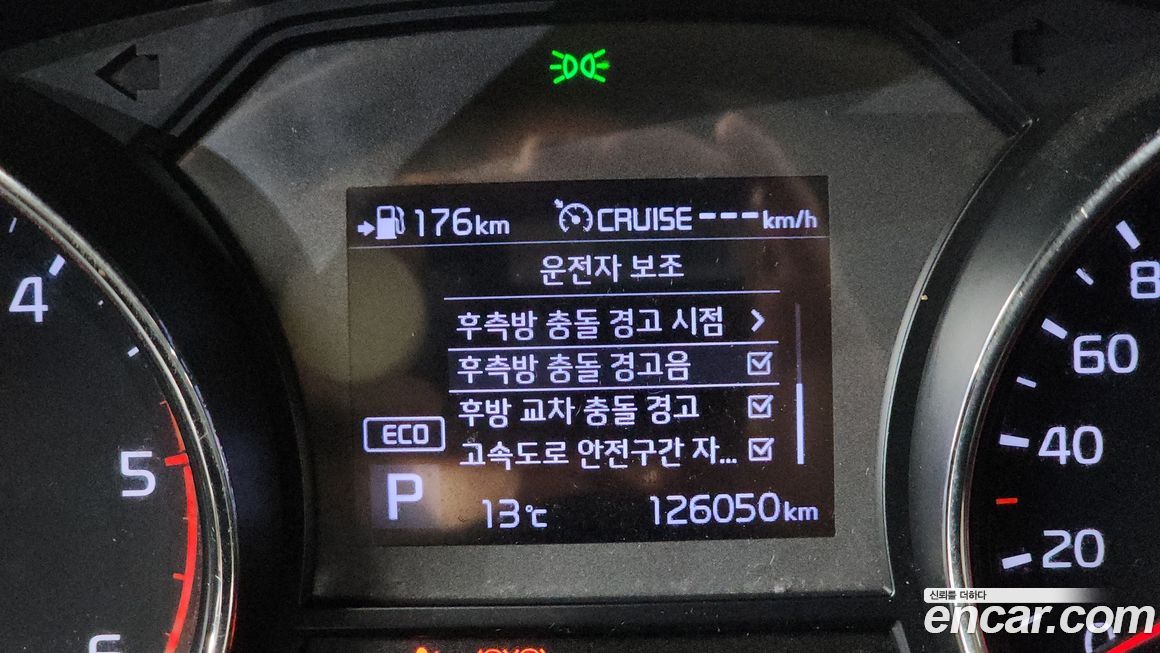 176km CRUISE ---km/h
운전자 보조
후측방 충돌 경고 시점 >
후측방 충돌 경고음
후방 교차 충돌 경고
고속도로 안전구간 자...
ECO
P
13℃ 126050km
4
5
6
8
60
40
20
신뢰를 더하다
encar.com